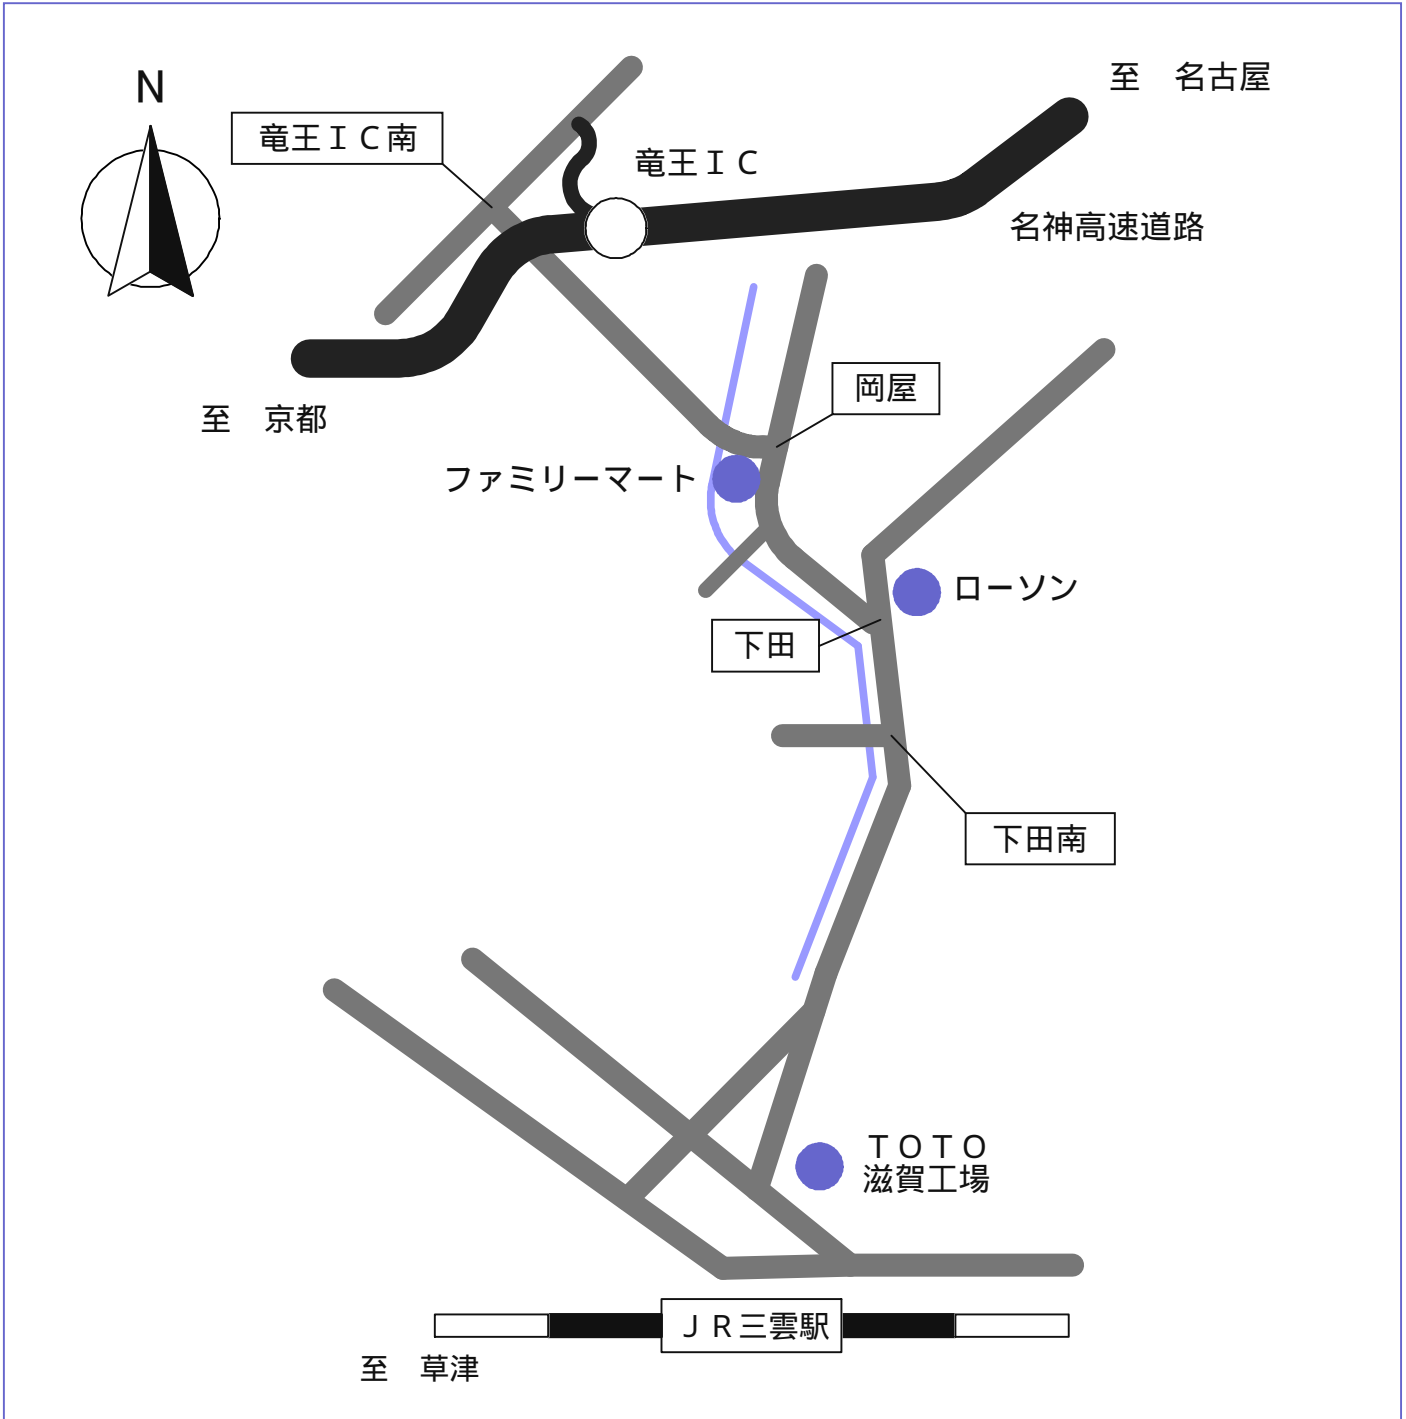 N
至　名古屋
竜王ＩＣ南
竜王ＩＣ
名神高速道路
岡屋
至　京都
ファミリーマート
ローソン
下田
下田南
ＴＯＴＯ
滋賀工場
ＪＲ三雲駅
至　草津